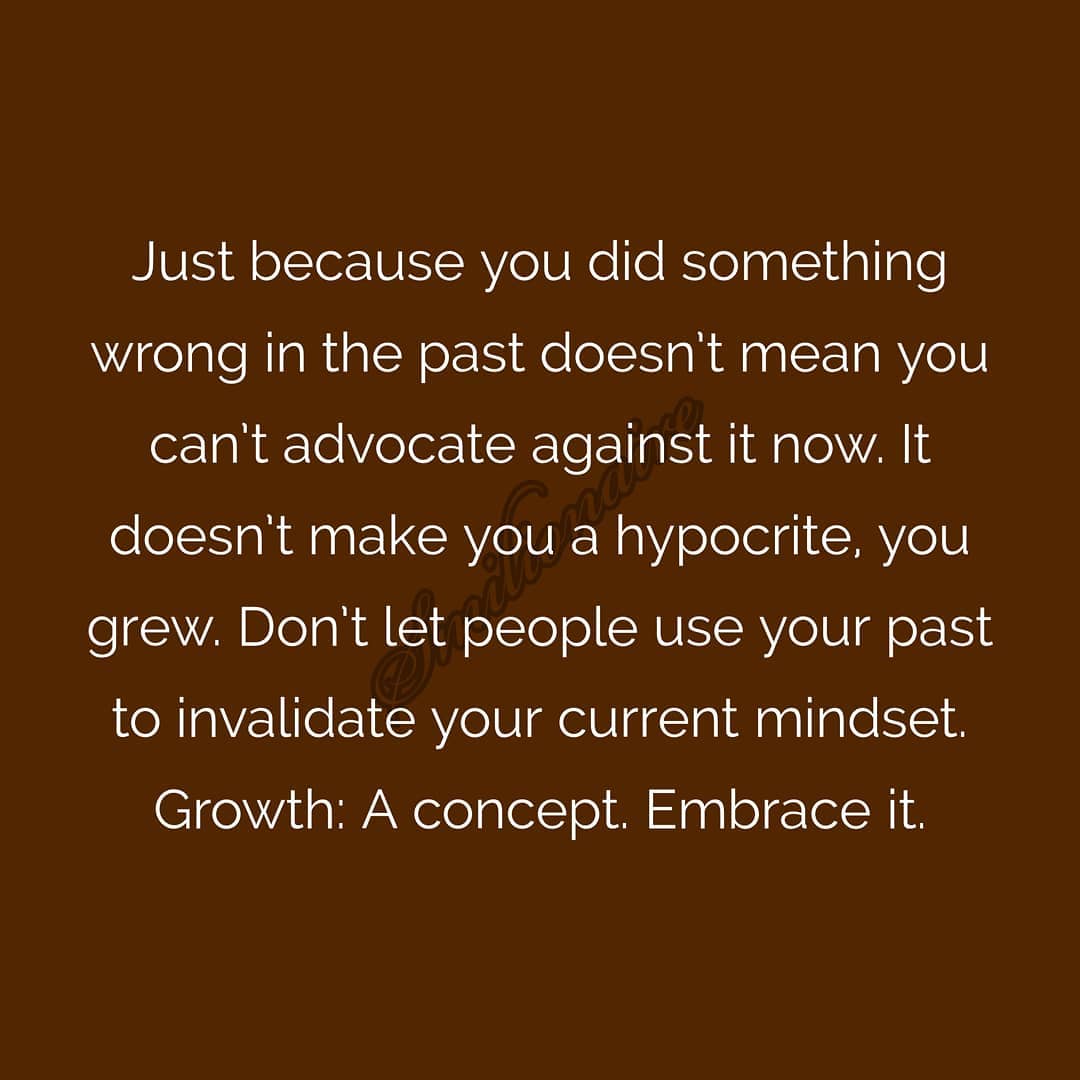 Just because you did something
wrong in the past doesn’t mean you
can’t advocate against it now. It
doesn’t make you a hypocrite, you
grew. Don’t let people use your past
to invalidate your current mindset.
Growth: A concept. Embrace it.